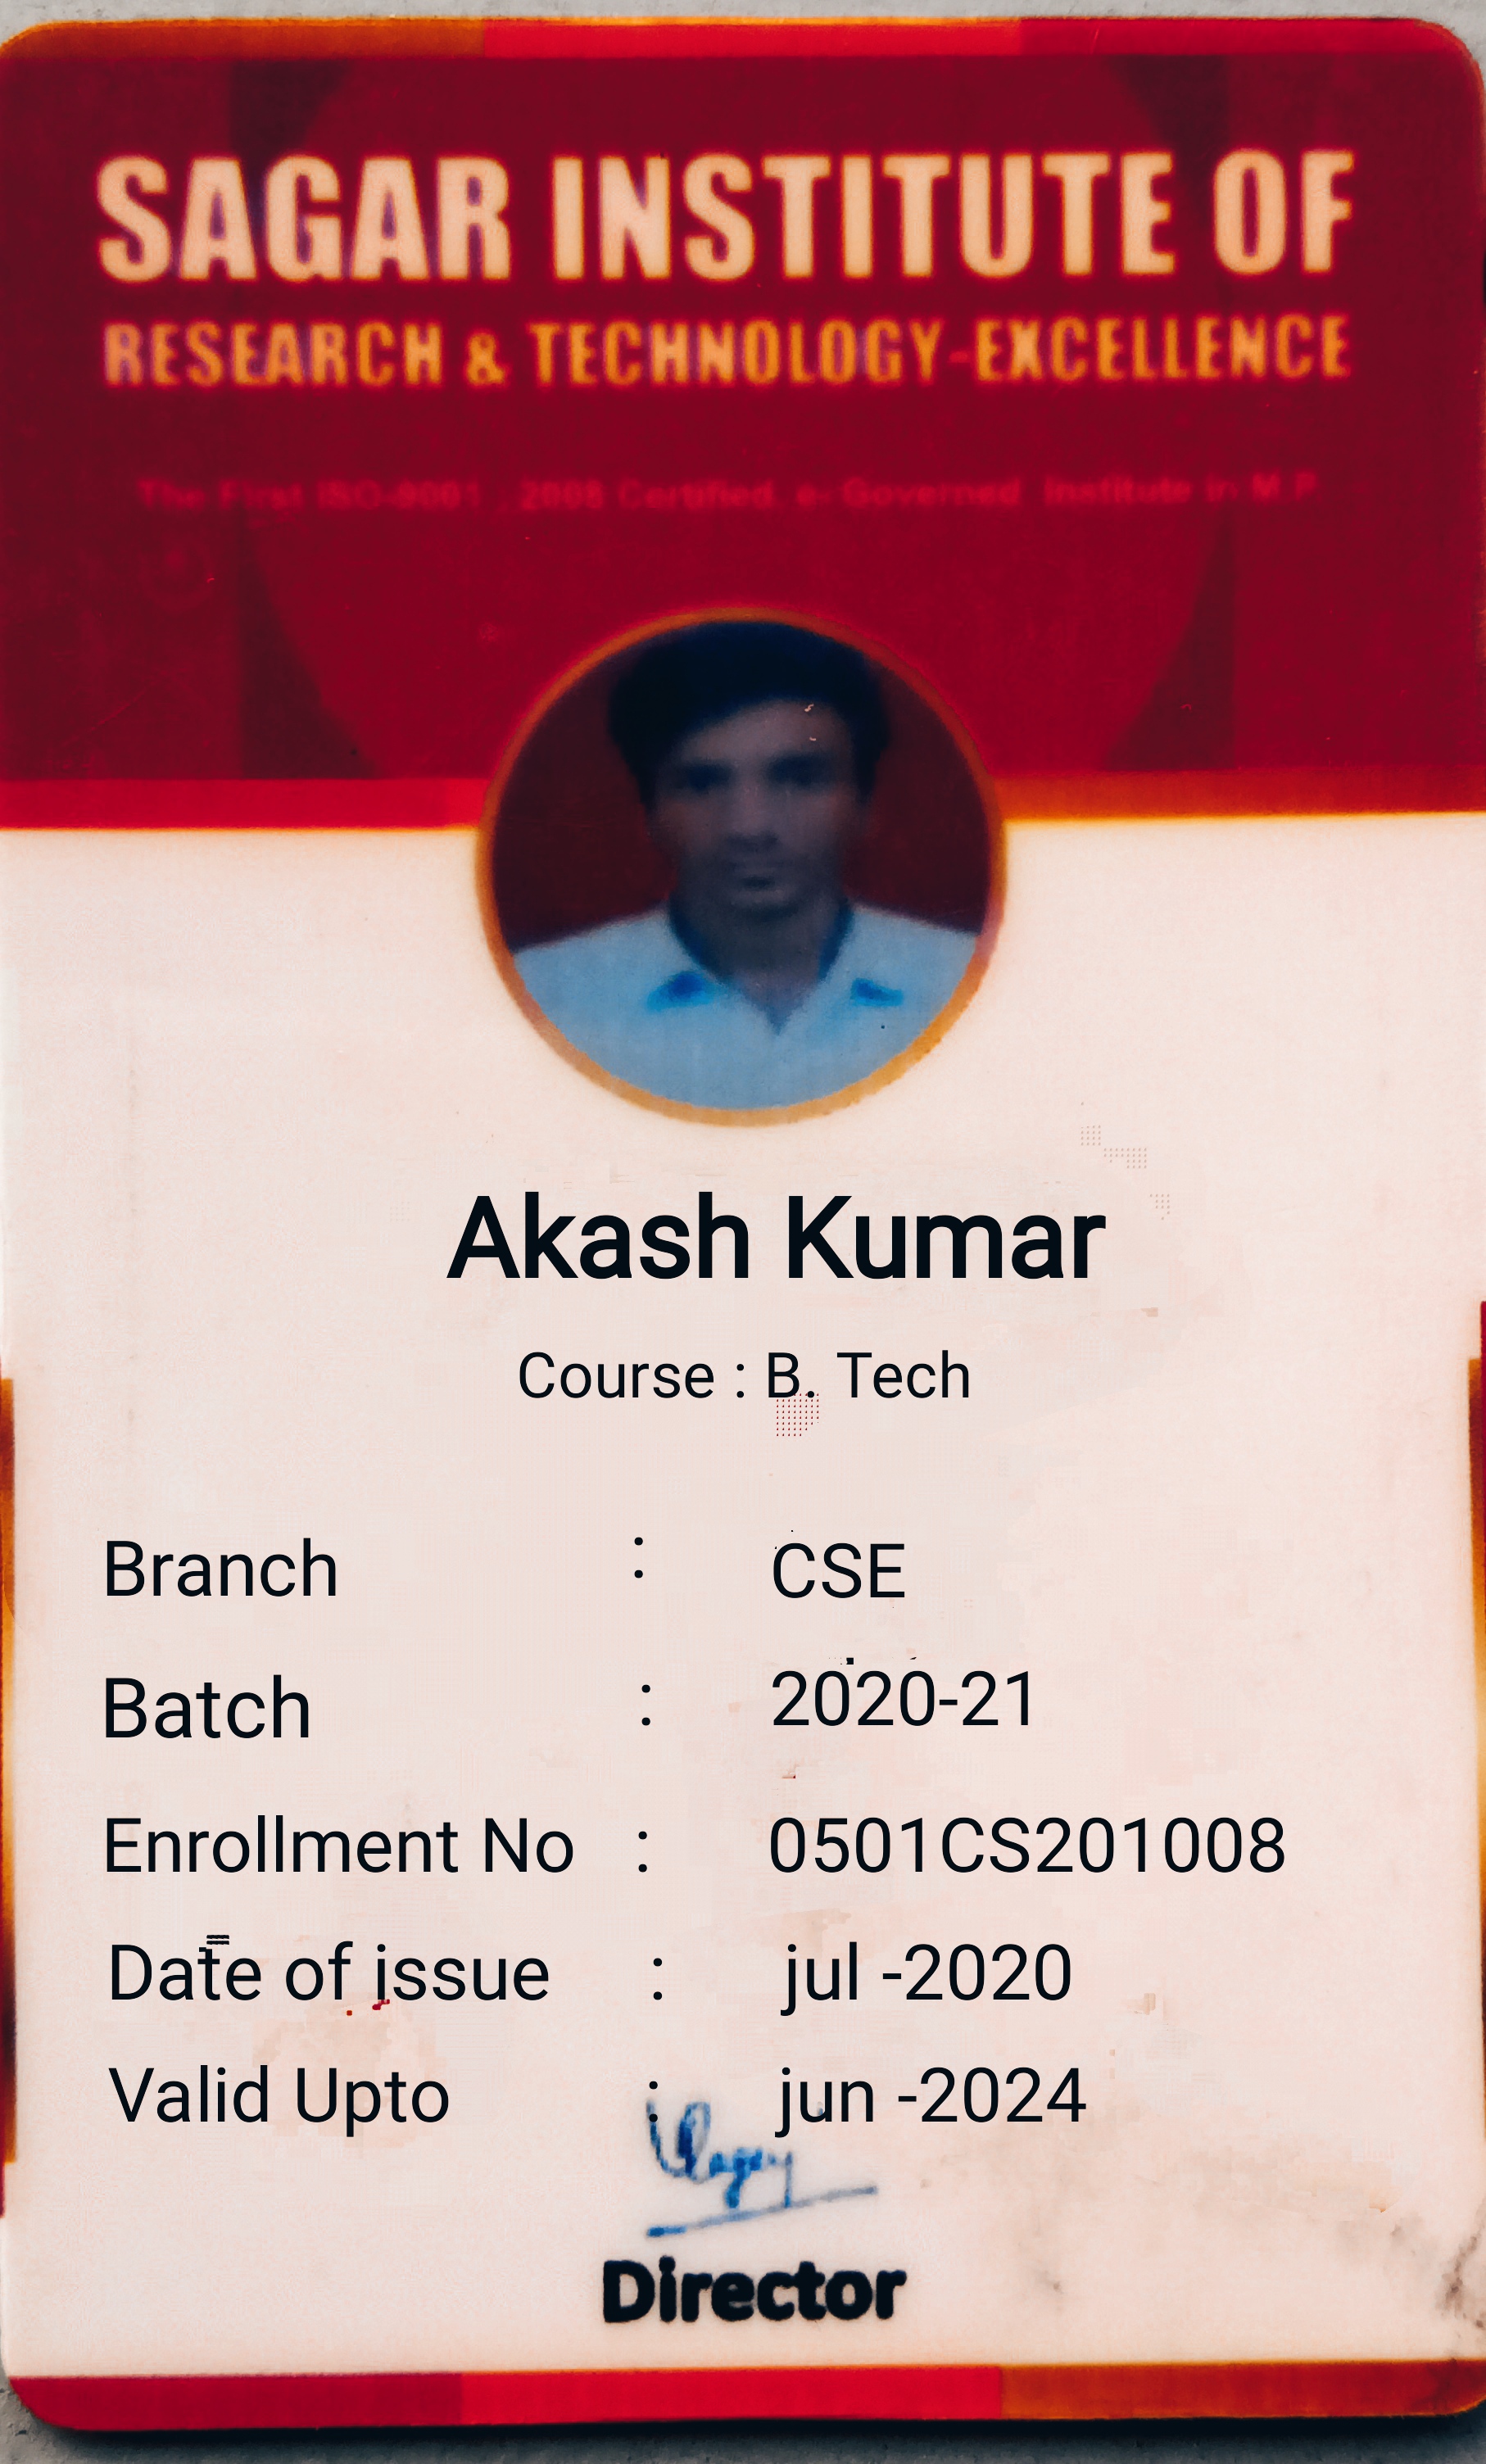 SAGAR INSTITUTE OF
RESEARCH & TECHNOLOGY-EXCELLENCE
The First ISO-9001 : 2008 Certified e-Governed Institute in M.P.
Akash Kumar
Course : B. Tech
Branch : CSE
Batch : 2020-21
Enrollment No : 0501CS201008
Date of issue : jul -2020
Valid Upto : jun -2024
Director